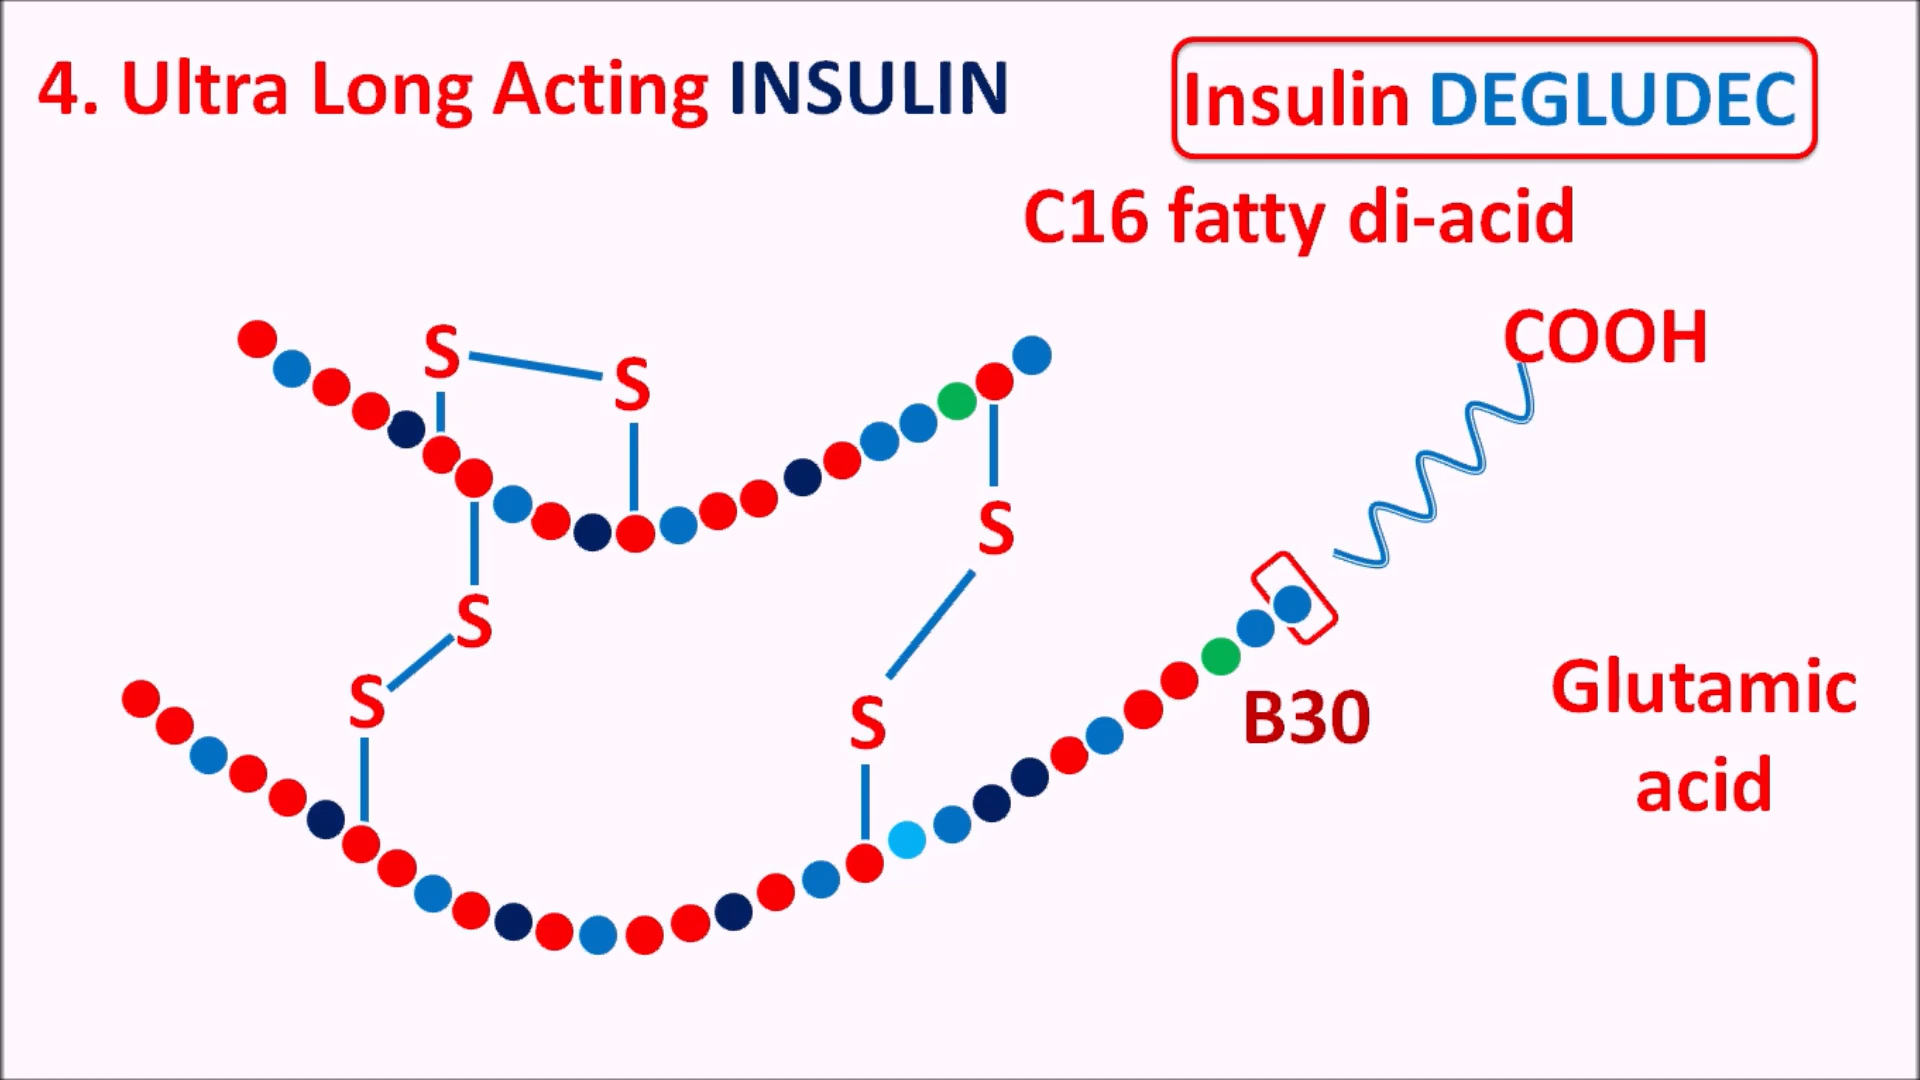 4. Ultra Long Acting INSULIN
Insulin DEGLUDEC
C16 fatty di-acid
COOH
S
S
S
S
S
S
B30
Glutamic
acid